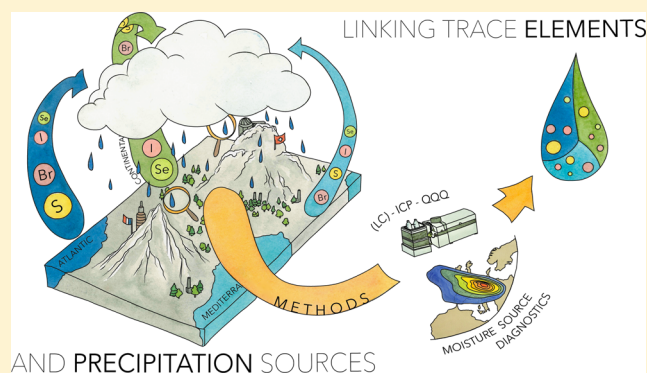 LINKING TRACE ELEMENTS
Br
Se
I
Br
S
CONTINENTAL
I
Se
Se
I
S
Br
ATLANTIC
MEDITERRA
METHODS
(LC)-ICP-QQQ
MOISTURE SOURCE
DIAGNOSTICS
AND PRECIPITATION SOURCES